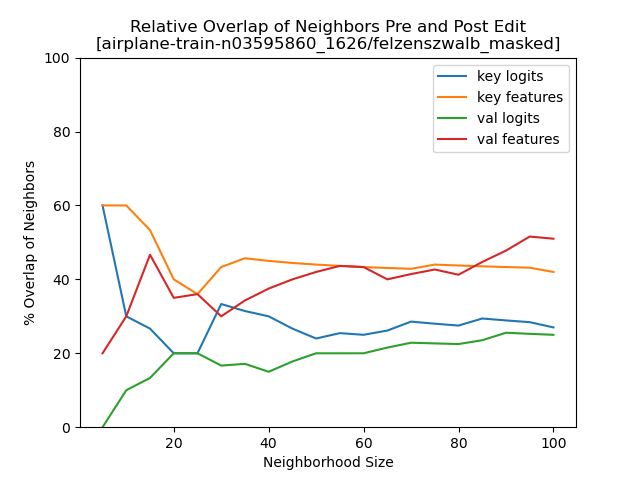 Relative Overlap of Neighbors Pre and Post Edit
[airplane-train-n03595860_1626/felzenszwalb_masked]
100
80
60
40
20
0
% Overlap of Neighbors
key logits
key features
val logits
val features
20 40 60 80 100
Neighborhood Size